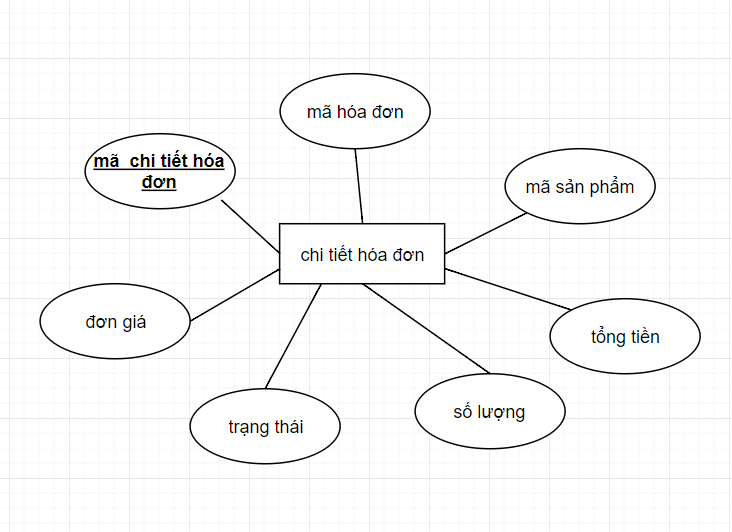 mã hóa đơn
mã chi tiết hóa
đơn
mã sản phẩm
chi tiết hóa đơn
đơn giá
tổng tiền
số lượng
trạng thái